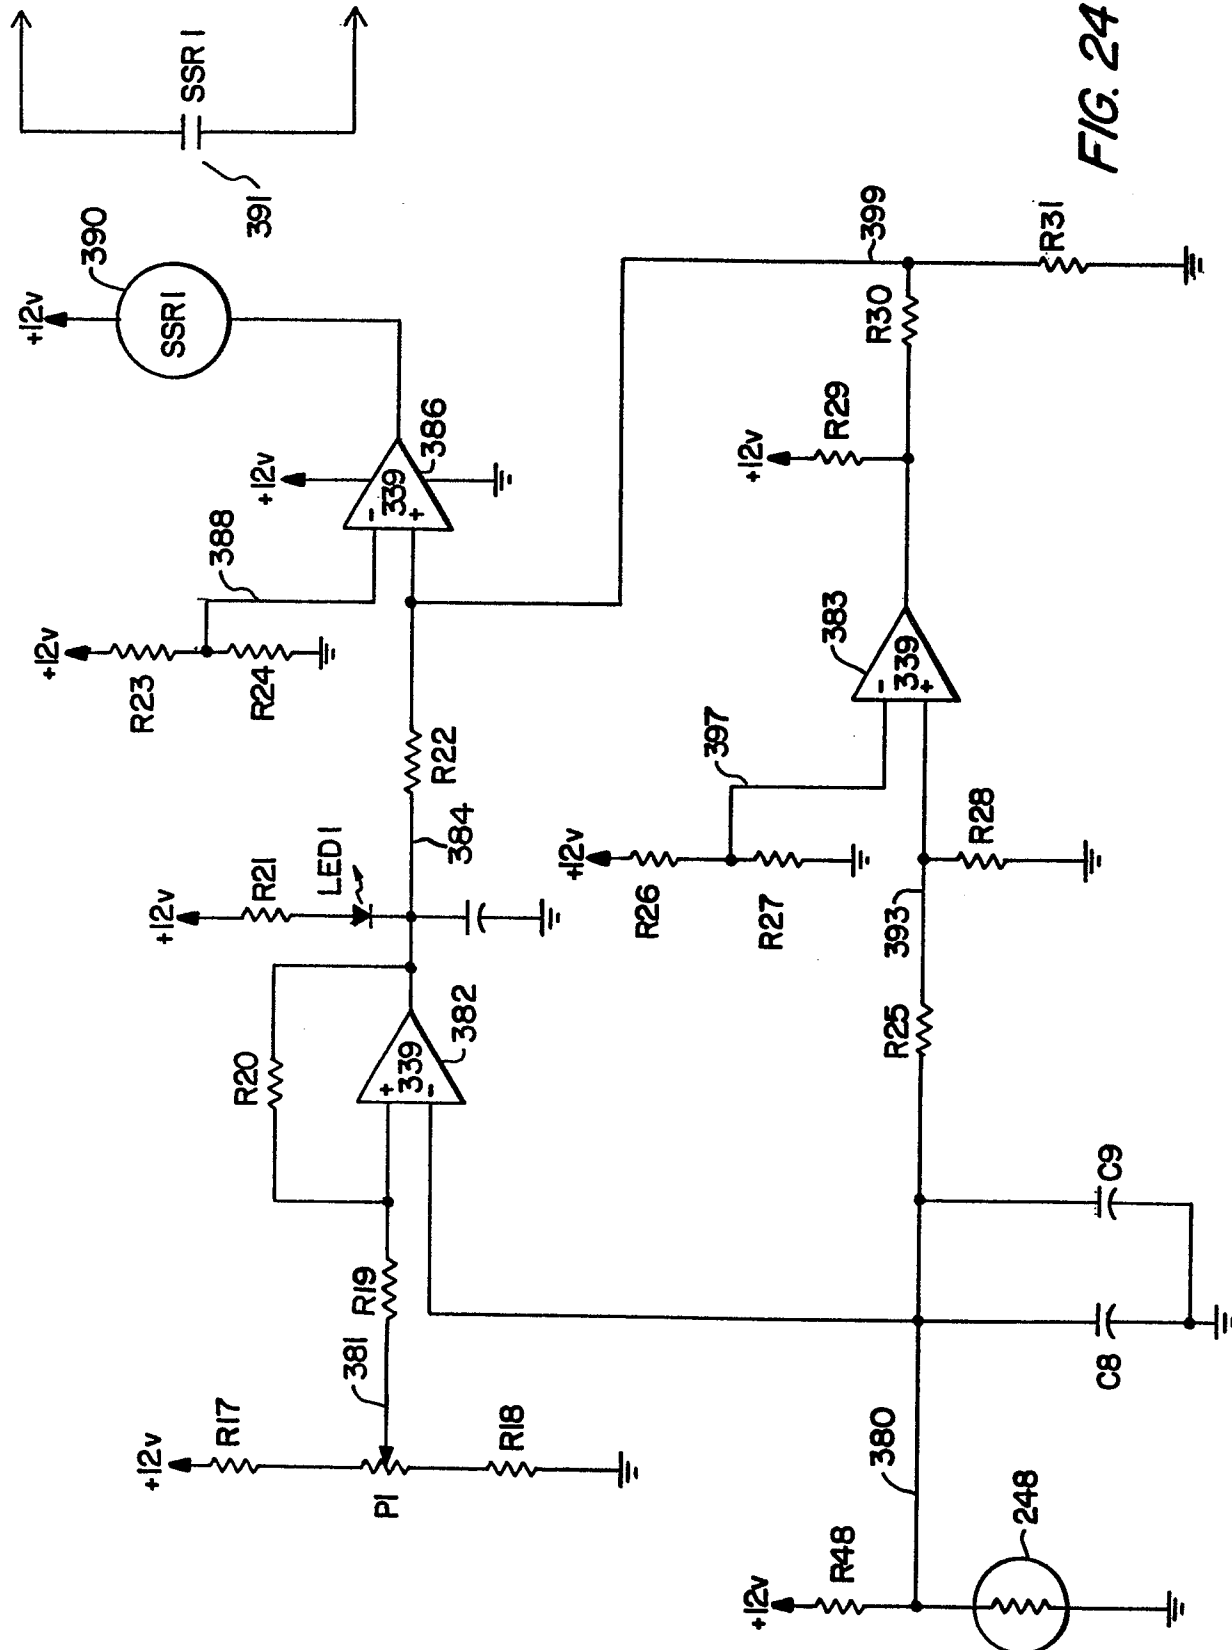 SSR1
391
+12v
390
SSR1
+12v
388
R23
R24
+12v
339
-
+
386
+12v
R21
LED1
384
R22
R20
339
+
-
382
+12v
R17
P1
R18
381
R19
+12v
R26
R27
397
383
339
-
+
+12v
R29
R30
399
R31
393
R28
R25
C9
C8
380
+12v
R48
248
FIG. 24